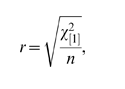 r = √(χ²[1] / n),